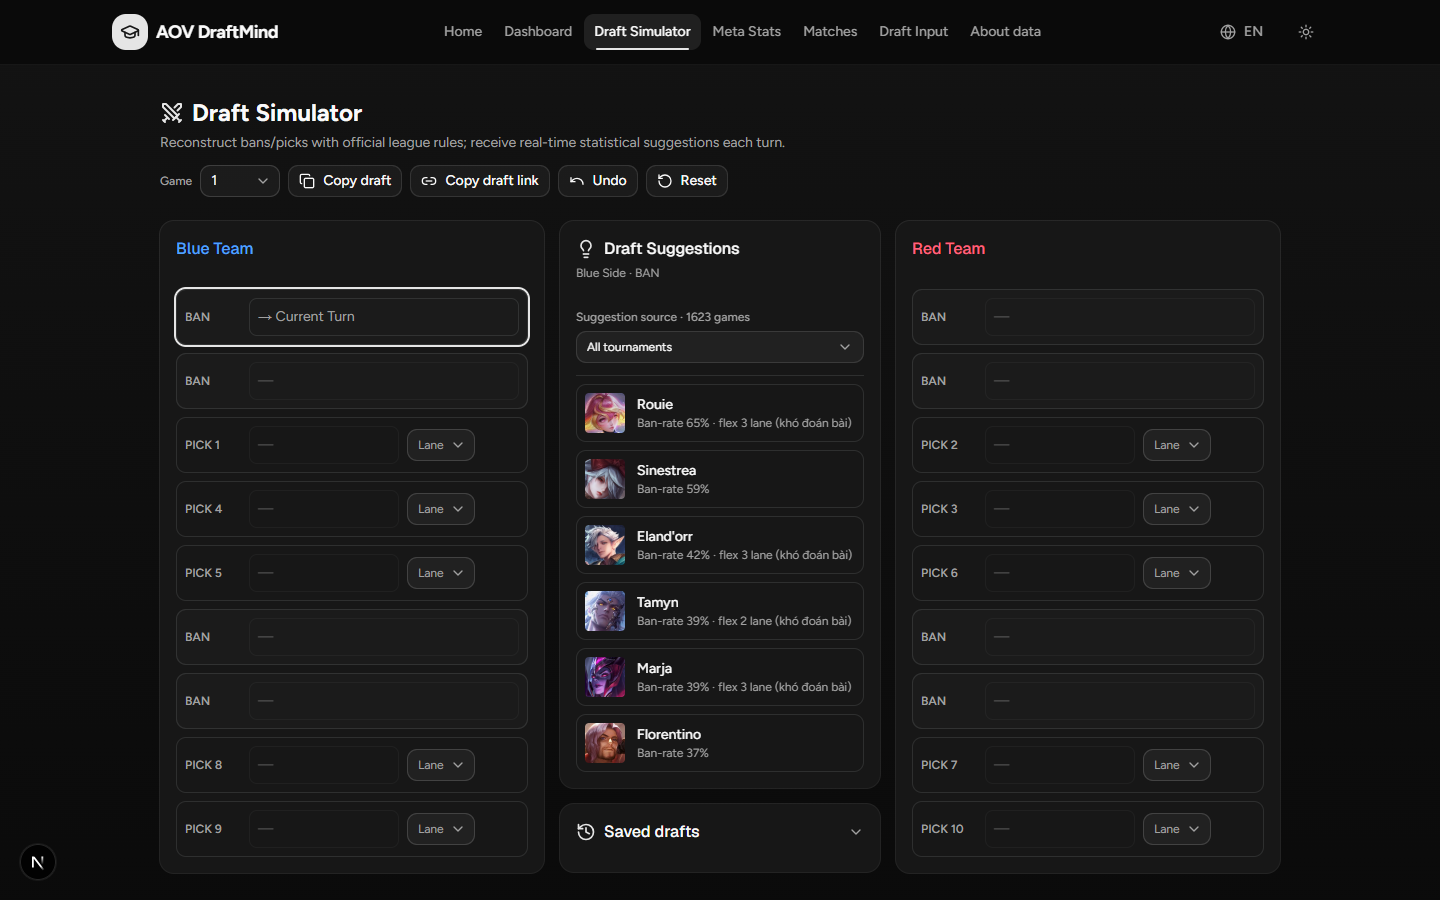 AOV DraftMind
Home
Dashboard
Draft Simulator
Meta Stats
Matches
Draft Input
About data
EN
Draft Simulator
Reconstruct bans/picks with official league rules; receive real-time statistical suggestions each turn.
Game
1
Copy draft
Copy draft link
Undo
Reset
Blue Team
BAN
→ Current Turn
BAN
—
PICK 1
—
Lane
PICK 4
—
Lane
PICK 5
—
Lane
BAN
—
BAN
—
PICK 8
—
Lane
PICK 9
—
Lane
Draft Suggestions
Blue Side · BAN
Suggestion source · 1623 games
All tournaments
Rouie
Ban-rate 65% · flex 3 lane (khó đoán bài)
Sinestrea
Ban-rate 59%
Eland'orr
Ban-rate 42% · flex 3 lane (khó đoán bài)
Tamyn
Ban-rate 39% · flex 2 lane (khó đoán bài)
Marja
Ban-rate 39% · flex 3 lane (khó đoán bài)
Florentino
Ban-rate 37%
Saved drafts
Red Team
BAN
—
BAN
—
PICK 2
—
Lane
PICK 3
—
Lane
PICK 6
—
Lane
BAN
—
BAN
—
PICK 7
—
Lane
PICK 10
—
Lane
N